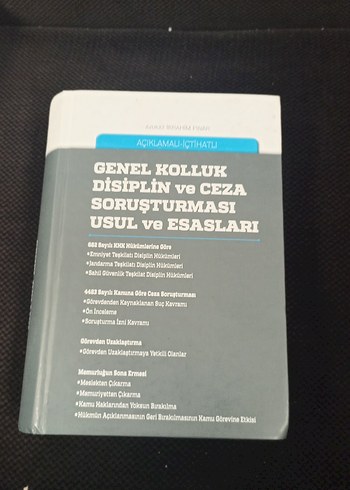 AÇIKLAMALI-İÇTİHATLI
GENEL KOLLUK
DİSİPLİN ve CEZA
SORUŞTURMASI
USUL ve ESASLARI
682 Sayılı KHK Hükümlerine Göre
•Emniyet Teşkilatı Disiplin Hükümleri
•Jandarma Teşkilatı Disiplin Hükümleri
•Sahil Güvenlik Teşkilat Disiplin Hükümleri
4483 Sayılı Kanuna Göre Ceza Soruşturması
•Görevlerden Kaynaklanan Suç Kavramı
•Ön İnceleme
•Soruşturma İzni Kavramı
Görevden Uzaklaştırma
•Görevden Uzaklaştırmaya Yetkili Olanlar
Memurluğun Sona Ermesi
•Meslekten Çıkarma
•Memuriyetten Çıkarma
•Kamu Haklarından Yoksun Bırakılma
•Hükmün Açıklanmasının Geri Bırakılmasının Kamu Görevine Etkisi